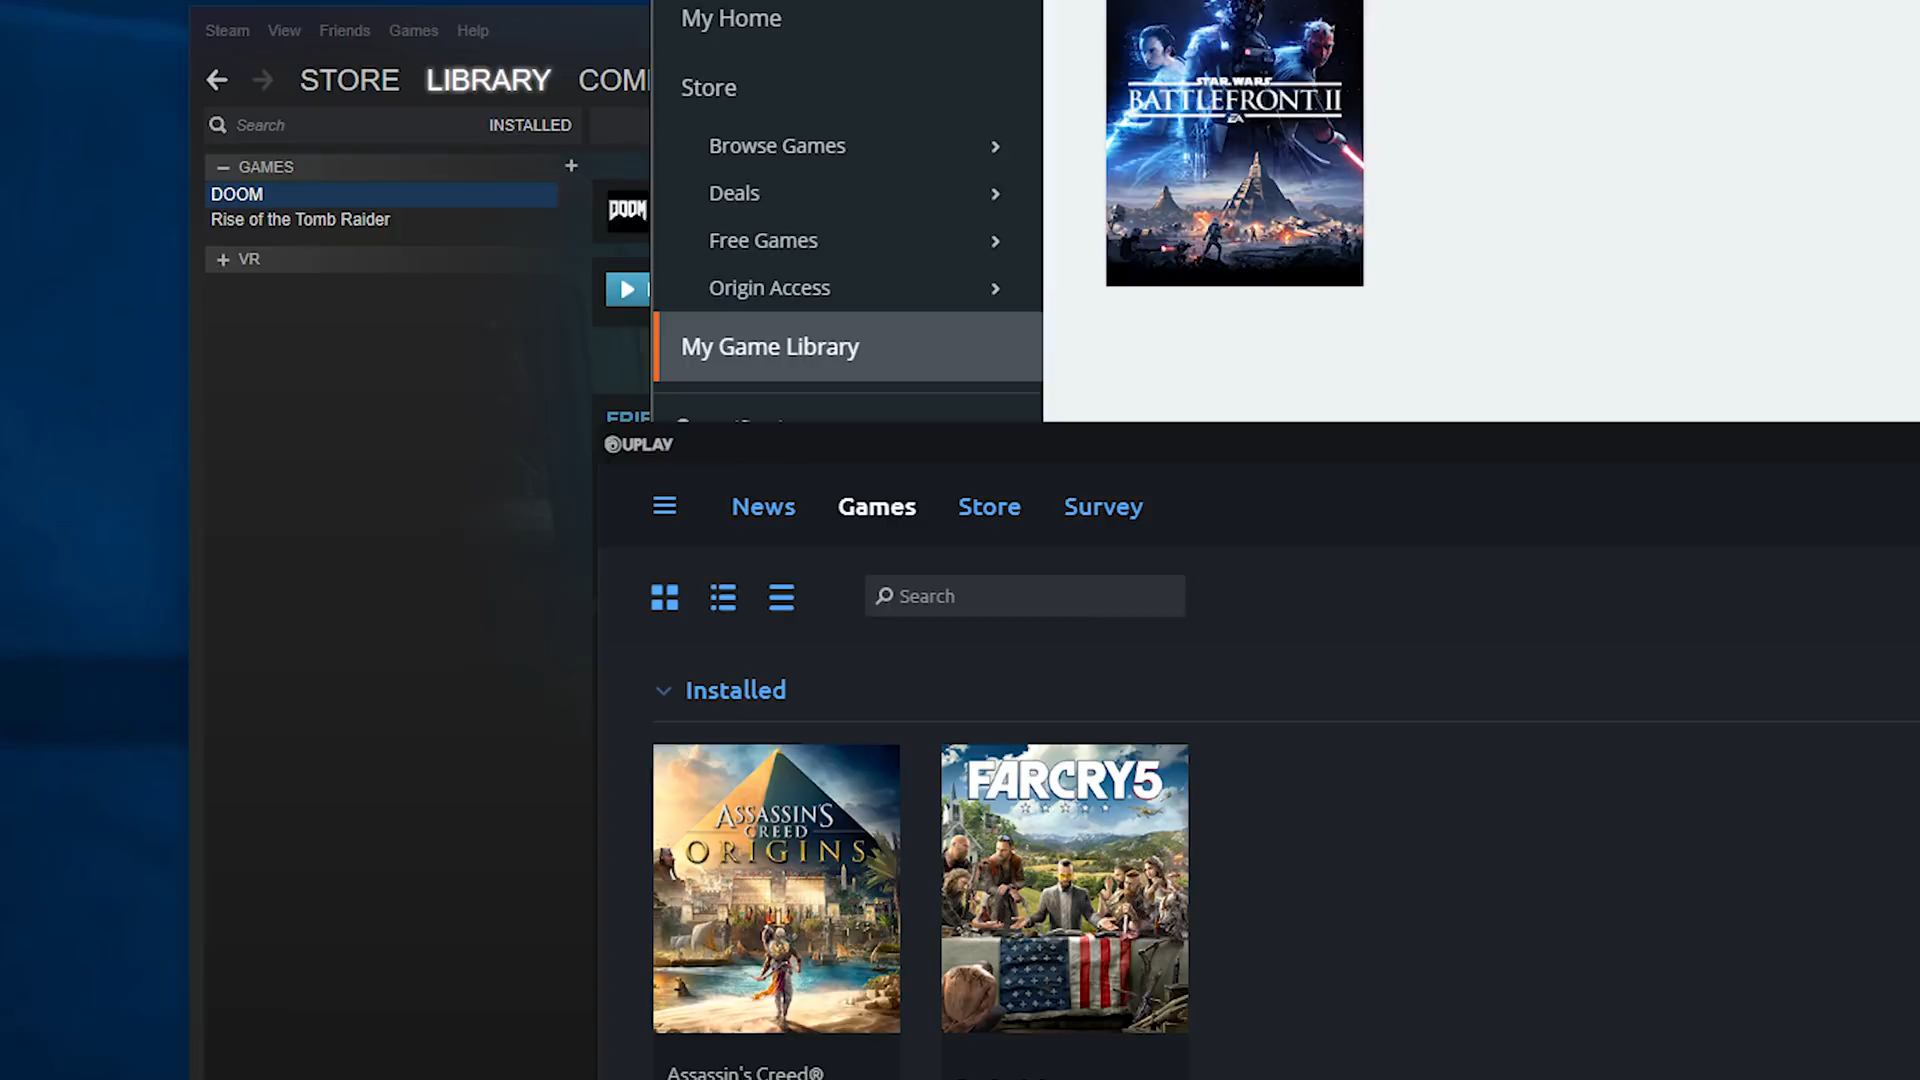 Steam View Friends Games Help
STORE LIBRARY COM
Search INSTALLED
GAMES
DOOM
Rise of the Tomb Raider
VR
DOOM
My Home
Store
Browse Games
Deals
Free Games
Origin Access
My Game Library
STAR WARS
BATTLEFRONT II
EA
UPLAY
News Games Store Survey
Search
Installed
ASSASSIN'S
CREED
ORIGINS
FARCRY5
Assassin's Creed®